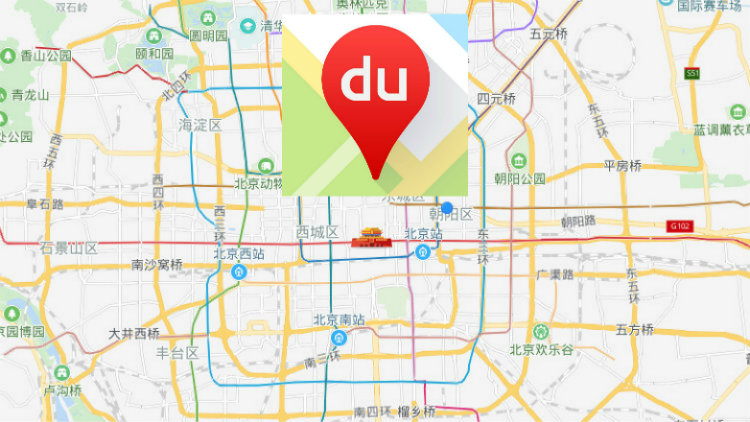 双石岭
圆明园
清华
奥林匹克
国际赛车场
五元桥
香山公园
颐和园
du
S51
北四环
四元桥
青龙山
海淀区
东五环
蓝调薰衣草
处公园
西五环
北京动物
朝阳公园
平房桥
西四环
阜石路
西三环
东城区
朝阳区
朝阳路
G102
西城区
北京站
石景山区
北京西站
东三环
南沙窝桥
广渠路
东五环
京园博园
大井西桥
北京南站
五方桥
丰台区
南三环
北京欢乐谷
卢沟桥
南四环
榴乡桥